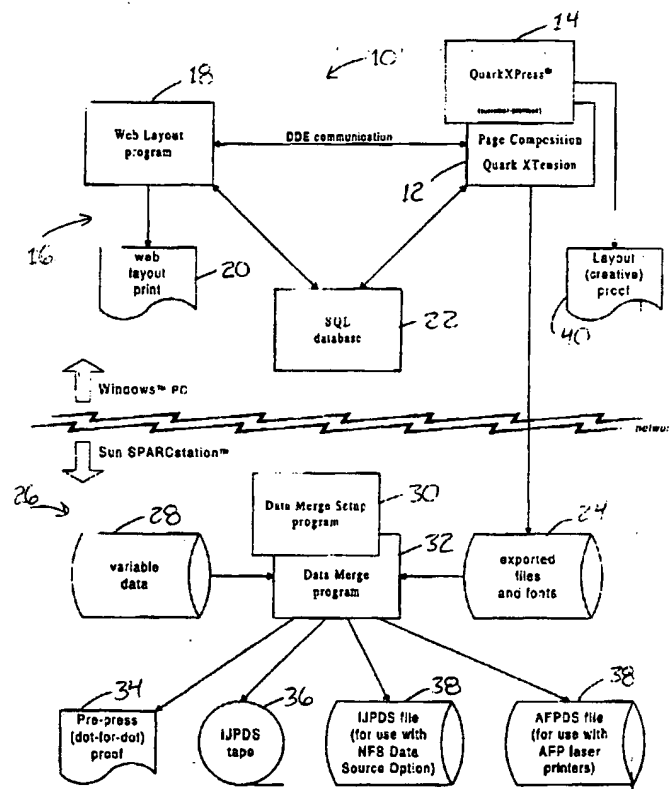 14
10
18
QuarkXPress®
Web Layout
program
DDE communication
Page Composition
Quark XTension
12
16
web
layout
print
20
SQL
database
22
Layout
(creative)
proof
40
Windows™ PC
network
Sun SPARCstation™
26
28
Data Merge Setup
program
30
24
variable
data
32
Data Merge
program
exported
files
and fonts
34
36
38
38
Pre-press
(dot-for-dot)
proof
IJPDS
tape
IJPDS file
(for use with
NFS Data
Source Option)
AFPDS file
(for use with
AFP laser
printers)